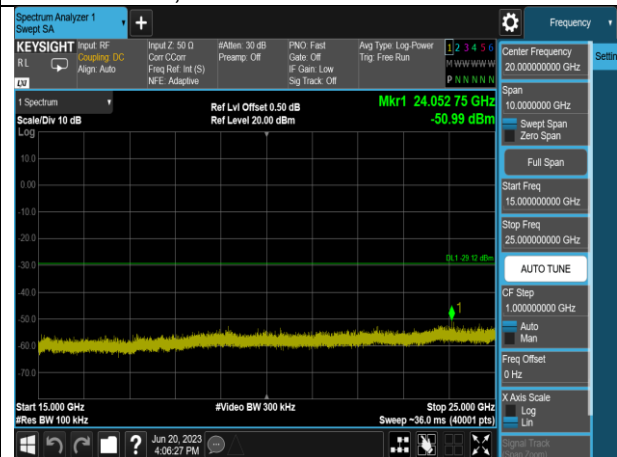 Spectrum Analyzer 1
Swept SA
Frequency
KEYSIGHT
RL
Input: RF
Coupling: DC
Align: Auto
Input Z: 50 Ω
Corr CCorr
Freq Ref: Int (S)
NFE: Adaptive
#Atten: 30 dB
Preamp: Off
PNO: Fast
Gate: Off
IF Gain: Low
Sig Track: Off
Avg Type: Log-Power
Trig: Free Run
1 2 3 4 5 6
M W W W W W
P N N N N N
LXI
1 Spectrum
Scale/Div 10 dB
Log
Ref Lvl Offset 0.50 dB
Ref Level 20.00 dBm
Mkr1 24.052 75 GHz
-50.99 dBm
10.0
0.00
-10.0
-20.0
-30.0
-40.0
-50.0
-60.0
-70.0
DL1 -29.12 dBm
1
Start 15.000 GHz
#Res BW 100 kHz
#Video BW 300 kHz
Stop 25.000 GHz
Sweep ~36.0 ms (40001 pts)
Center Frequency
20.000000000 GHz
Span
10.0000000 GHz
Swept Span
Zero Span
Full Span
Start Freq
15.000000000 GHz
Stop Freq
25.000000000 GHz
AUTO TUNE
CF Step
1.000000000 GHz
Auto
Man
Freq Offset
0 Hz
X Axis Scale
Log
Lin
Signal Track
(Span Zoom)
Settin
Jun 20, 2023
4:06:27 PM